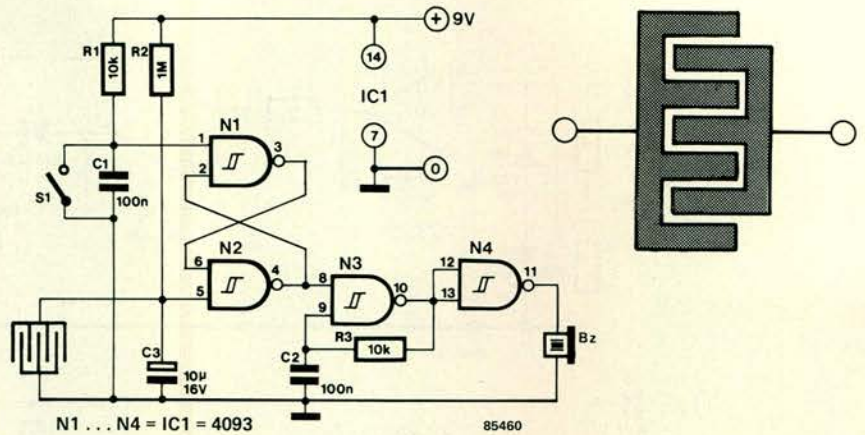 + 9V
R1
10k
R2
1M
14
IC1
7
0
N1
1
2
3
C1
100n
S1
N2
6
5
4
N3
8
9
10
N4
12
13
11
R3
10k
C2
100n
C3
10µ
16V
Bz
N1 . . . N4 = IC1 = 4093
85460